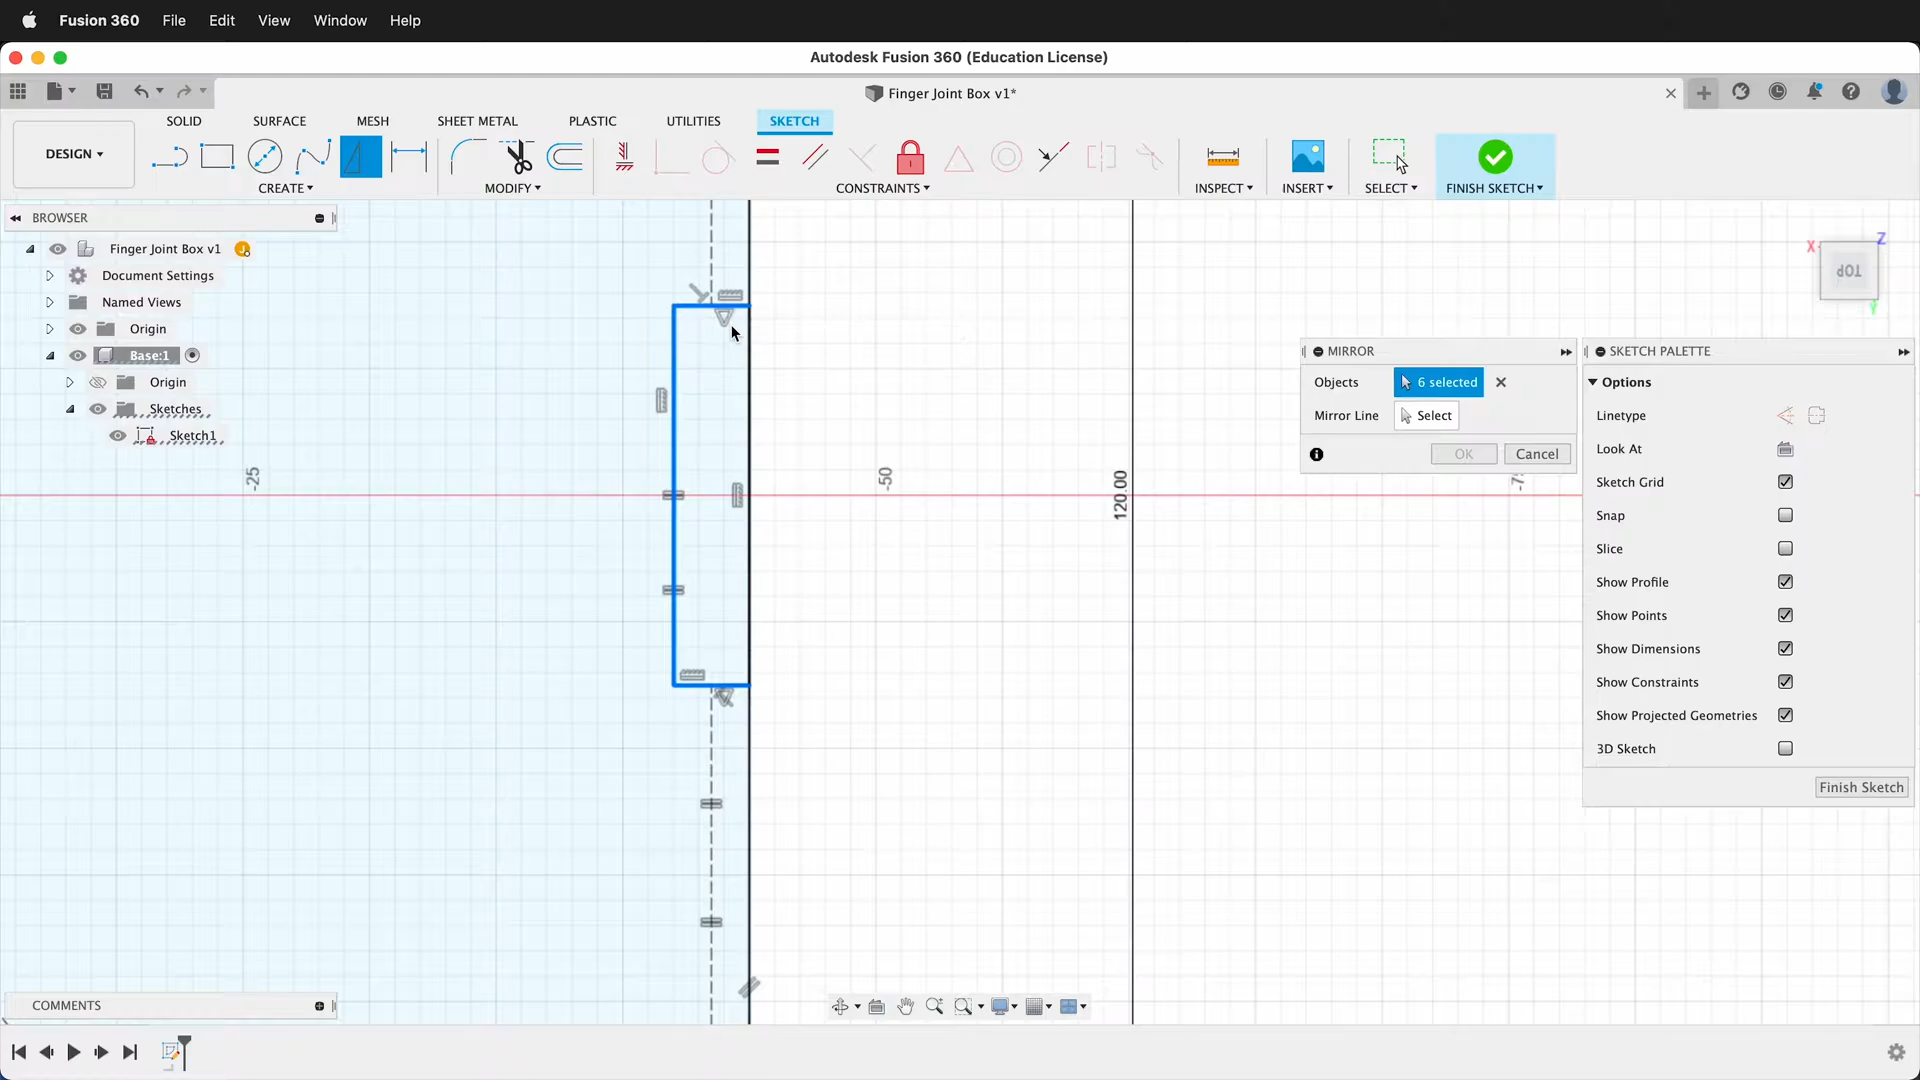 Fusion 360 File Edit View Window Help
Autodesk Fusion 360 (Education License)
Finger Joint Box v1*
SOLID SURFACE MESH SHEET METAL PLASTIC UTILITIES SKETCH
DESIGN
CREATE MODIFY CONSTRAINTS INSPECT INSERT SELECT FINISH SKETCH
BROWSER
Finger Joint Box v1
Document Settings
Named Views
Origin
Base:1
Origin
Sketches
Sketch1
-25
-50
120.00
X
Z
TOP
Y
MIRROR
Objects 6 selected
Mirror Line Select
OK Cancel
SKETCH PALETTE
Options
Linetype
Look At
Sketch Grid
Snap
Slice
Show Profile
Show Points
Show Dimensions
Show Constraints
Show Projected Geometries
3D Sketch
Finish Sketch
COMMENTS